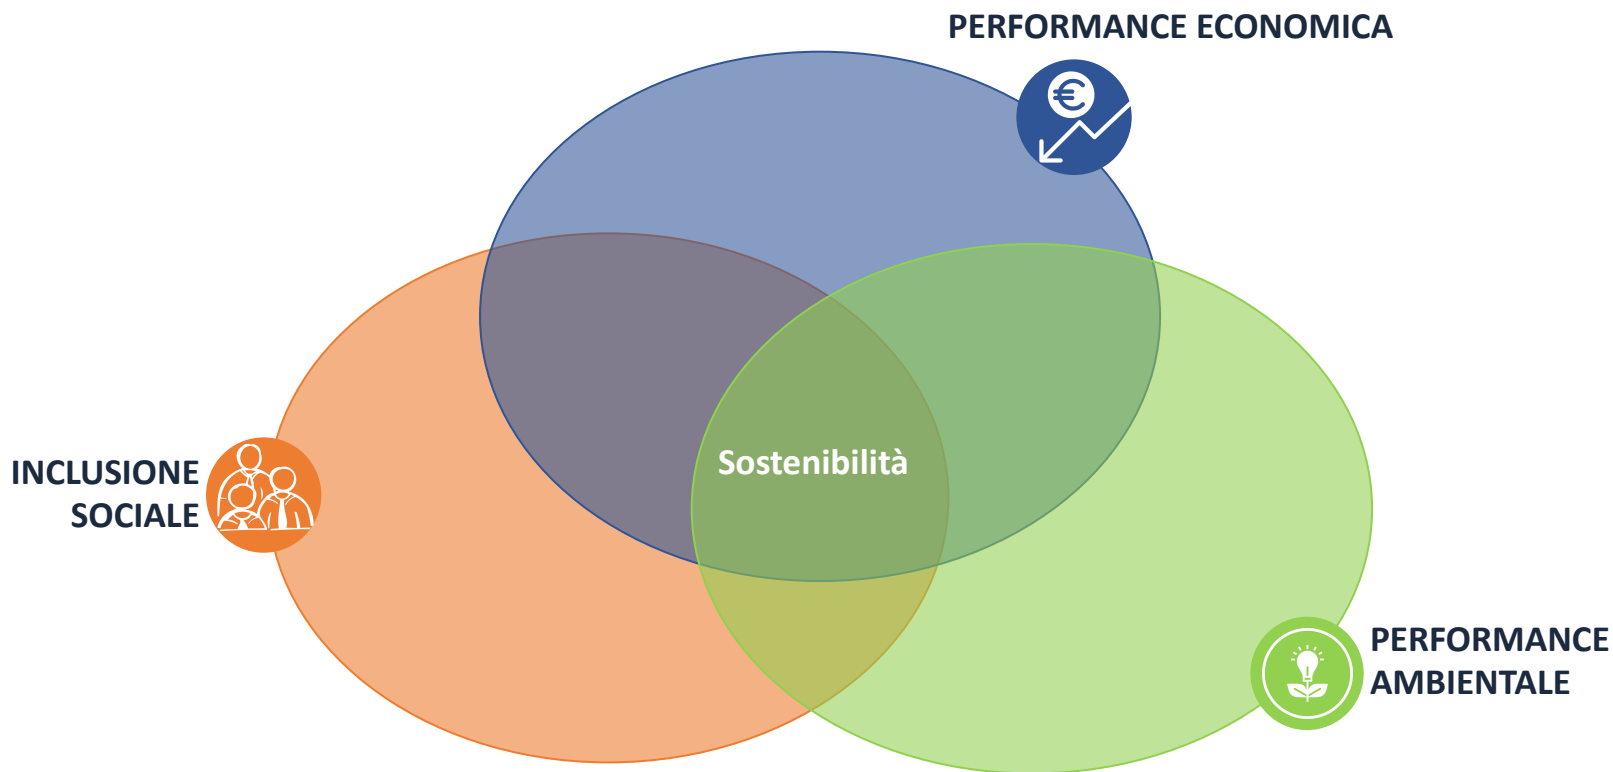 PERFORMANCE ECONOMICA
€
Sostenibilità
INCLUSIONE
SOCIALE
PERFORMANCE
AMBIENTALE